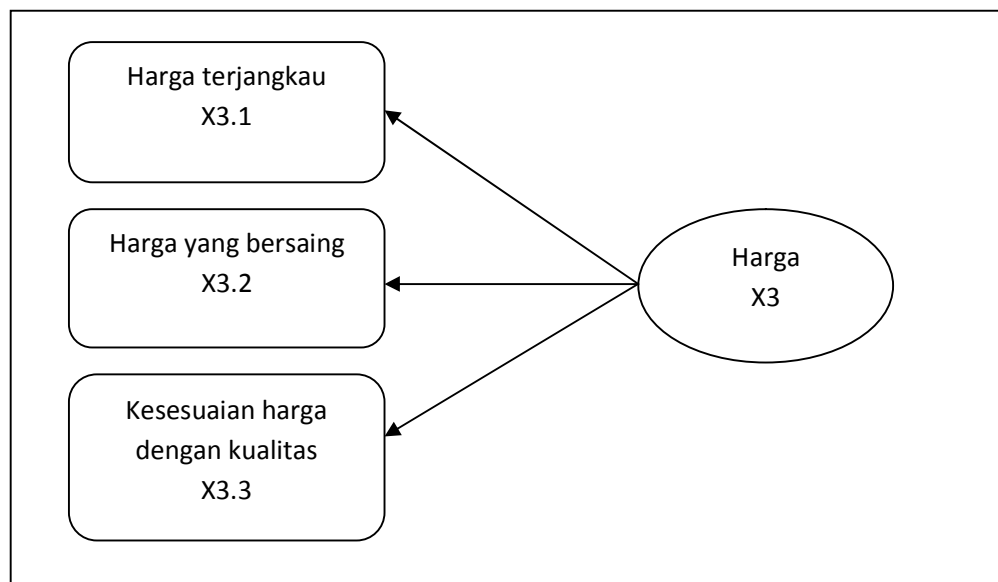 Harga terjangkau
X3.1
Harga yang bersaing
X3.2
Kesesuaian harga
dengan kualitas
X3.3
Harga
X3